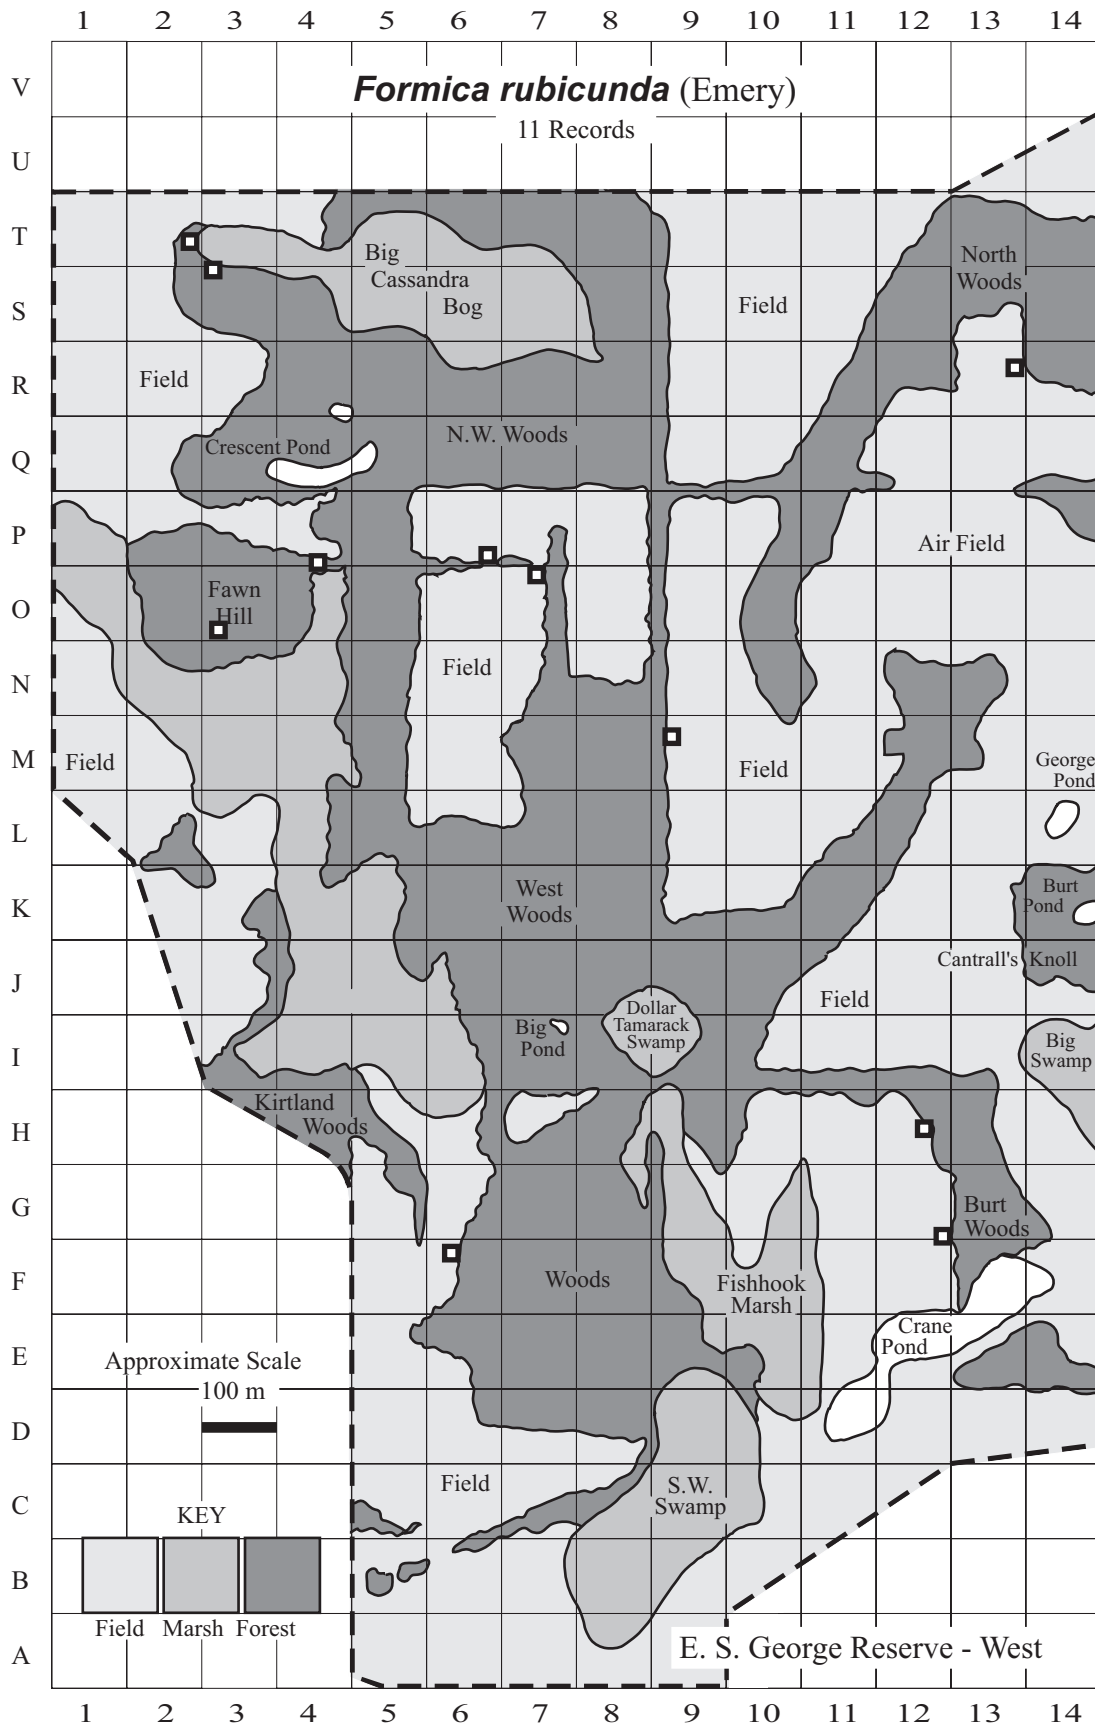 1 2 3 4 5 6 7 8 9 10 11 12 13 14
V
Formica rubicunda (Emery)
11 Records
U
T
Big
Cassandra
Bog
North
Woods
S
Field
R
Field
N.W. Woods
Crescent Pond
Q
P
Air Field
Fawn
Hill
O
Field
N
M
Field
Field
George
Pond
L
West
Woods
Burt
Pond
K
Cantrall's Knoll
J
Field
Dollar
Tamarack
Swamp
Big
Pond
Big
Swamp
I
Kirtland
Woods
H
G
Burt
Woods
F
Woods
Fishhook
Marsh
Crane
Pond
E
Approximate Scale
100 m
D
Field
S.W.
Swamp
C
KEY
B
Field Marsh Forest
A
E. S. George Reserve - West
1 2 3 4 5 6 7 8 9 10 11 12 13 14